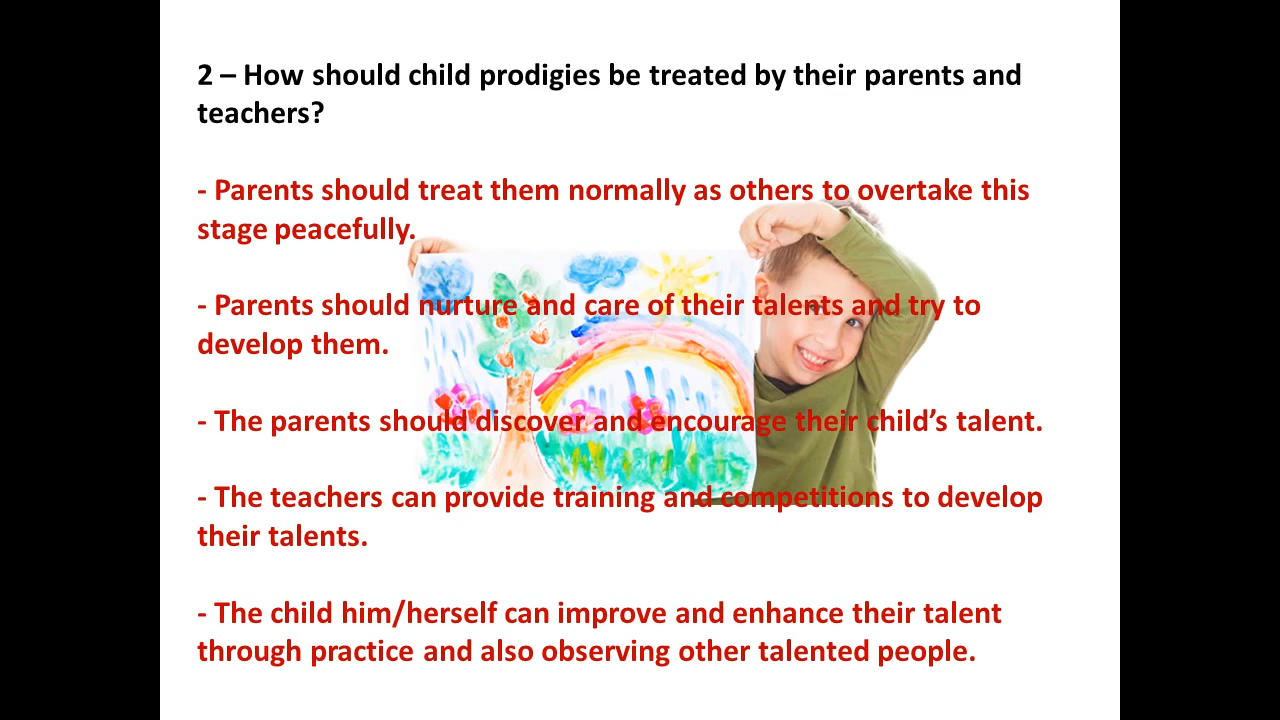 2 – How should child prodigies be treated by their parents and
teachers?
- Parents should treat them normally as others to overtake this
stage peacefully.
- Parents should nurture and care of their talents and try to
develop them.
- The parents should discover and encourage their child’s talent.
- The teachers can provide training and competitions to develop
their talents.
- The child him/herself can improve and enhance their talent
through practice and also observing other talented people.